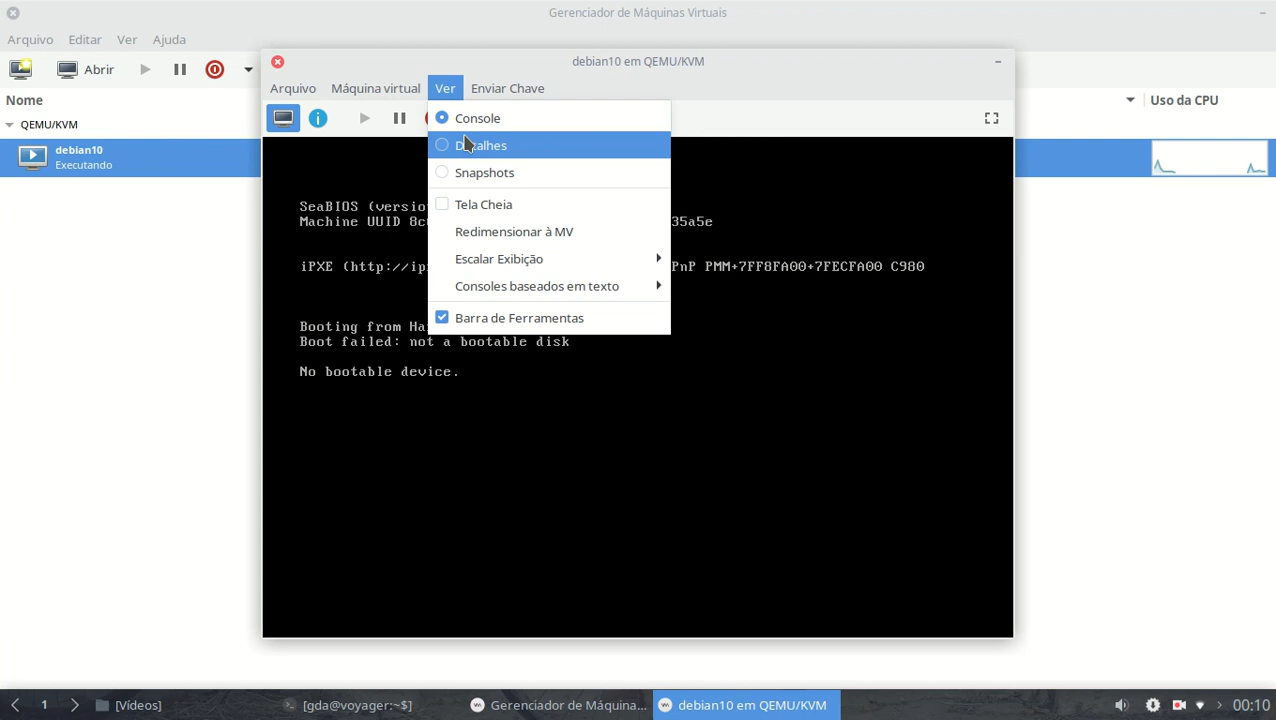 Gerenciador de Máquinas Virtuais
Arquivo Editar Ver Ajuda
Abrir
Nome
Uso da CPU
QEMU/KVM
debian10
Executando
debian10 em QEMU/KVM
Arquivo Máquina virtual Ver Enviar Chave
Console
Detalhes
Snapshots
Tela Cheia
Redimensionar à MV
Escalar Exibição
Consoles baseados em texto
Barra de Ferramentas
SeaBIOS (versio
Machine UUID 8c 35a5e
iPXE (http://ip PnP PMM+7FF8FA00+7FECFA00 C980
Booting from Ha
Boot failed: not a bootable disk
No bootable device.
1 [Vídeos] [gda@voyager:~$] Gerenciador de Máquina... debian10 em QEMU/KVM 00:10